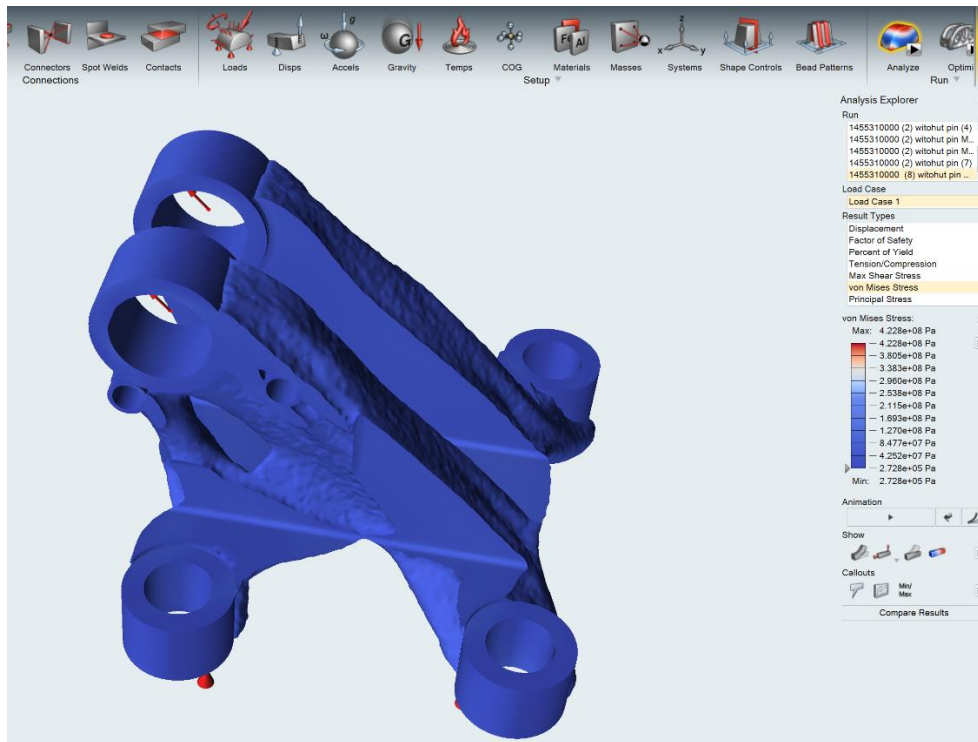 g
ω
G
Fe
Al
z
x
y
Connectors Spot Welds Contacts Loads Disps Accels Gravity Temps COG Materials Masses Systems Shape Controls Bead Patterns Analyze Optimi
Connections Setup Run
Analysis Explorer
Run
1455310000 (2) witohut pin (4)
1455310000 (2) witohut pin M...
1455310000 (2) witohut pin M...
1455310000 (2) witohut pin (7)
1455310000 (8) witohut pin ...
Load Case
Load Case 1
Result Types
Displacement
Factor of Safety
Percent of Yield
Tension/Compression
Max Shear Stress
von Mises Stress
Principal Stress
von Mises Stress:
Max: 4.228e+08 Pa
4.228e+08 Pa
3.805e+08 Pa
3.383e+08 Pa
2.960e+08 Pa
2.538e+08 Pa
2.115e+08 Pa
1.693e+08 Pa
1.270e+08 Pa
8.477e+07 Pa
4.252e+07 Pa
2.728e+05 Pa
Min: 2.728e+05 Pa
Animation
Show
Callouts
Min/
Max
Compare Results